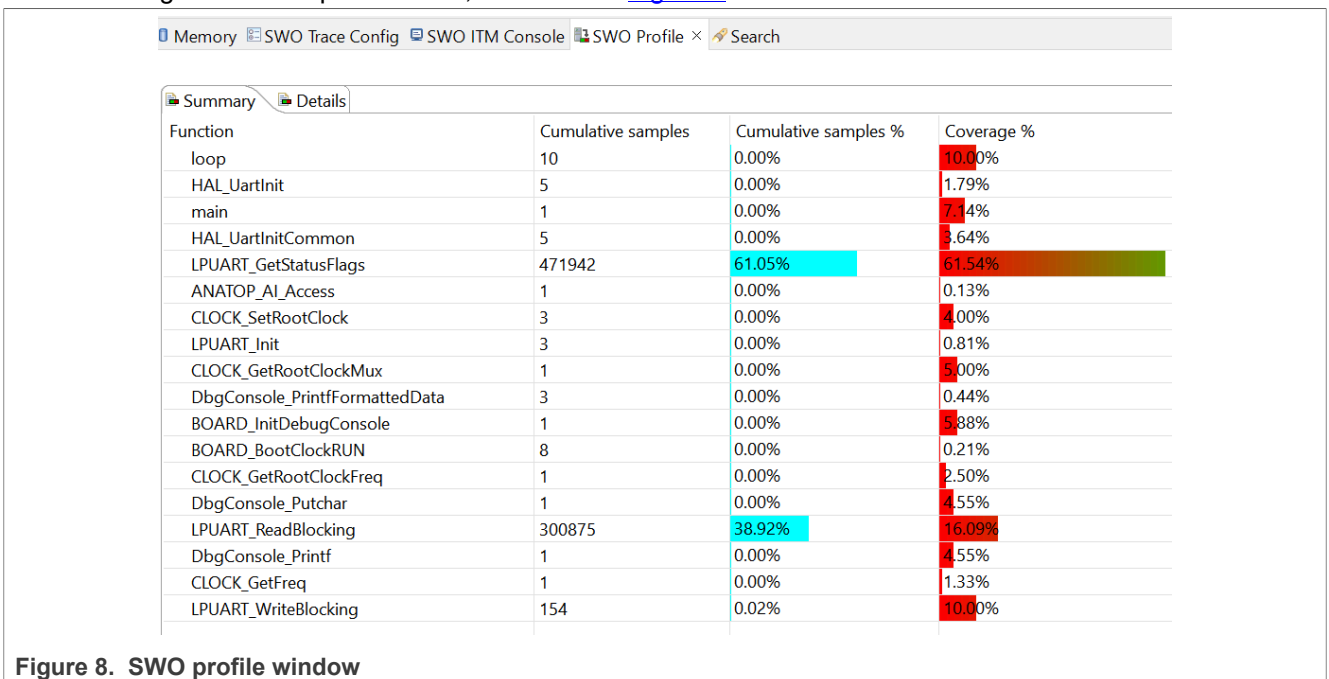 Memory SWO Trace Config SWO ITM Console SWO Profile × Search
Summary Details
Function Cumulative samples Cumulative samples % Coverage %
loop 10 0.00% 10.00%
HAL_UartInit 5 0.00% 1.79%
main 1 0.00% 7.14%
HAL_UartInitCommon 5 0.00% 3.64%
LPUART_GetStatusFlags 471942 61.05% 61.54%
ANATOP_AI_Access 1 0.00% 0.13%
CLOCK_SetRootClock 3 0.00% 4.00%
LPUART_Init 3 0.00% 0.81%
CLOCK_GetRootClockMux 1 0.00% 5.00%
DbgConsole_PrintfFormattedData 3 0.00% 0.44%
BOARD_InitDebugConsole 1 0.00% 5.88%
BOARD_BootClockRUN 8 0.00% 0.21%
CLOCK_GetRootClockFreq 1 0.00% 2.50%
DbgConsole_Putchar 1 0.00% 4.55%
LPUART_ReadBlocking 300875 38.92% 16.09%
DbgConsole_Printf 1 0.00% 4.55%
CLOCK_GetFreq 1 0.00% 1.33%
LPUART_WriteBlocking 154 0.02% 10.00%
Figure 8. SWO profile window